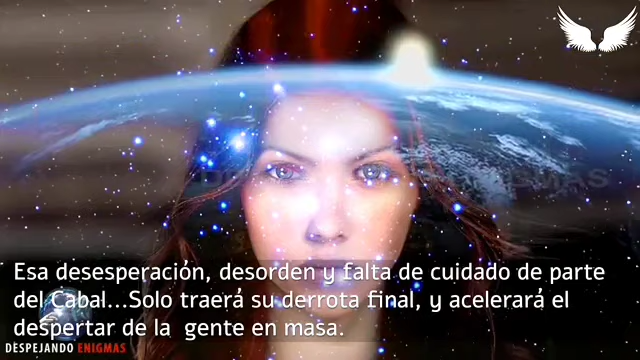 Esa desesperación, desorden y falta de cuidado de parte
del Cabal...Solo traerá su derrota final, y acelerará el
despertar de la gente en masa.
DESPEJANDO ENIGMAS